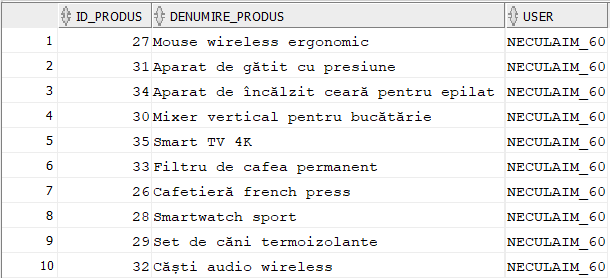 ID_PRODUS DENUMIRE_PRODUS USER
1 27 Mouse wireless ergonomic NECULAIM_60
2 31 Aparat de gătit cu presiune NECULAIM_60
3 34 Aparat de încălzit ceară pentru epilat NECULAIM_60
4 30 Mixer vertical pentru bucătărie NECULAIM_60
5 35 Smart TV 4K NECULAIM_60
6 33 Filtru de cafea permanent NECULAIM_60
7 26 Cafetieră french press NECULAIM_60
8 28 Smartwatch sport NECULAIM_60
9 29 Set de căni termoizolante NECULAIM_60
10 32 Căști audio wireless NECULAIM_60